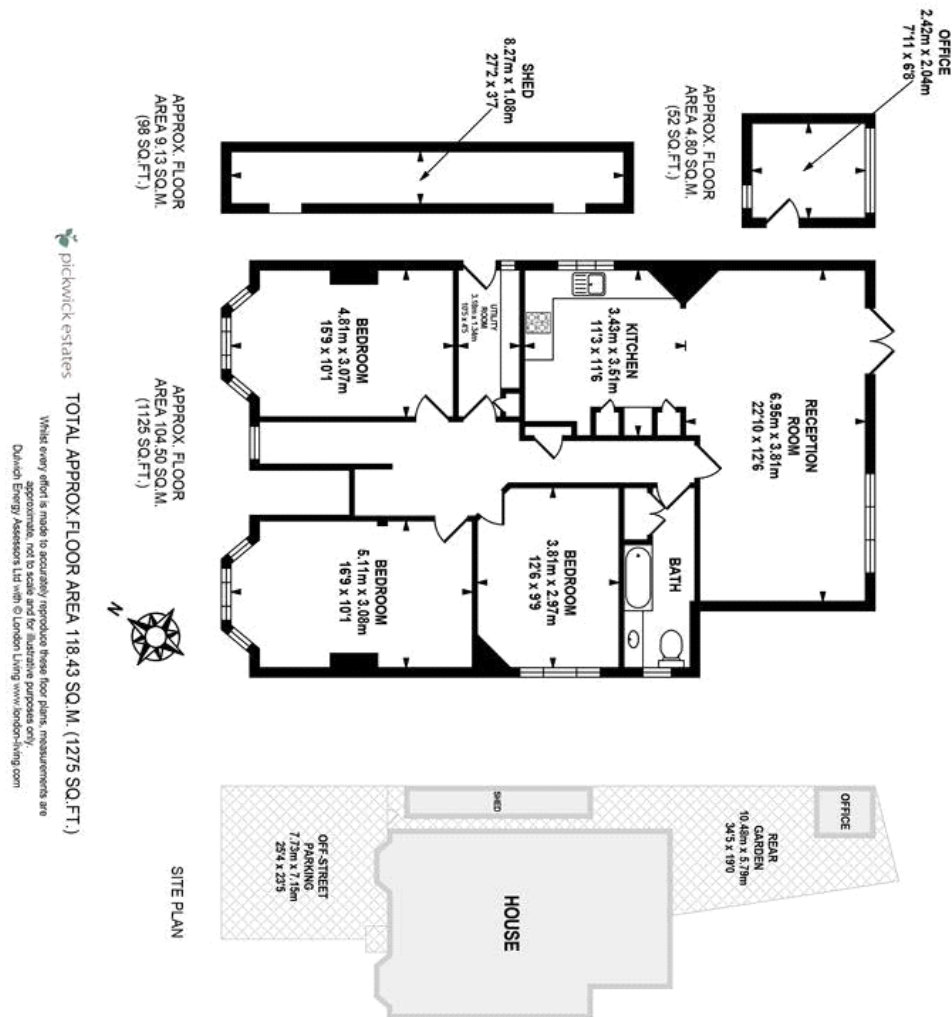 OFFICE
2.42m x 2.04m
7'11 x 6'8
APPROX. FLOOR
AREA 4.80 SQ.M.
(52 SQ.FT.)
SHED
8.27m x 1.08m
27'2 x 3'7
APPROX. FLOOR
AREA 9.13 SQ.M.
(98 SQ.FT.)
RECEPTION
ROOM
6.95m x 3.81m
22'10 x 12'6
KITCHEN
3.43m x 3.51m
11'3 x 11'6
UTILITY
ROOM
3.18m x 1.34m
10'5 x 4'5
BEDROOM
4.81m x 3.07m
15'9 x 10'1
BATH
BEDROOM
3.81m x 2.97m
12'6 x 9'9
BEDROOM
5.11m x 3.08m
16'9 x 10'1
APPROX. FLOOR
AREA 104.50 SQ.M.
(1125 SQ.FT.)
N
OFFICE
REAR
GARDEN
10.48m x 5.79m
34'5 x 19'0
SHED
HOUSE
OFF-STREET
PARKING
7.73m x 7.15m
25'4 x 23'5
SITE PLAN
pickwick estates
TOTAL APPROX.FLOOR AREA 118.43 SQ.M. (1275 SQ.FT.)
Whilst every effort is made to accurately reproduce these floor plans, measurements are
approximate, not to scale and for illustrative purposes only.
Dulwich Energy Assessors Ltd with © London Living www.london-living.com